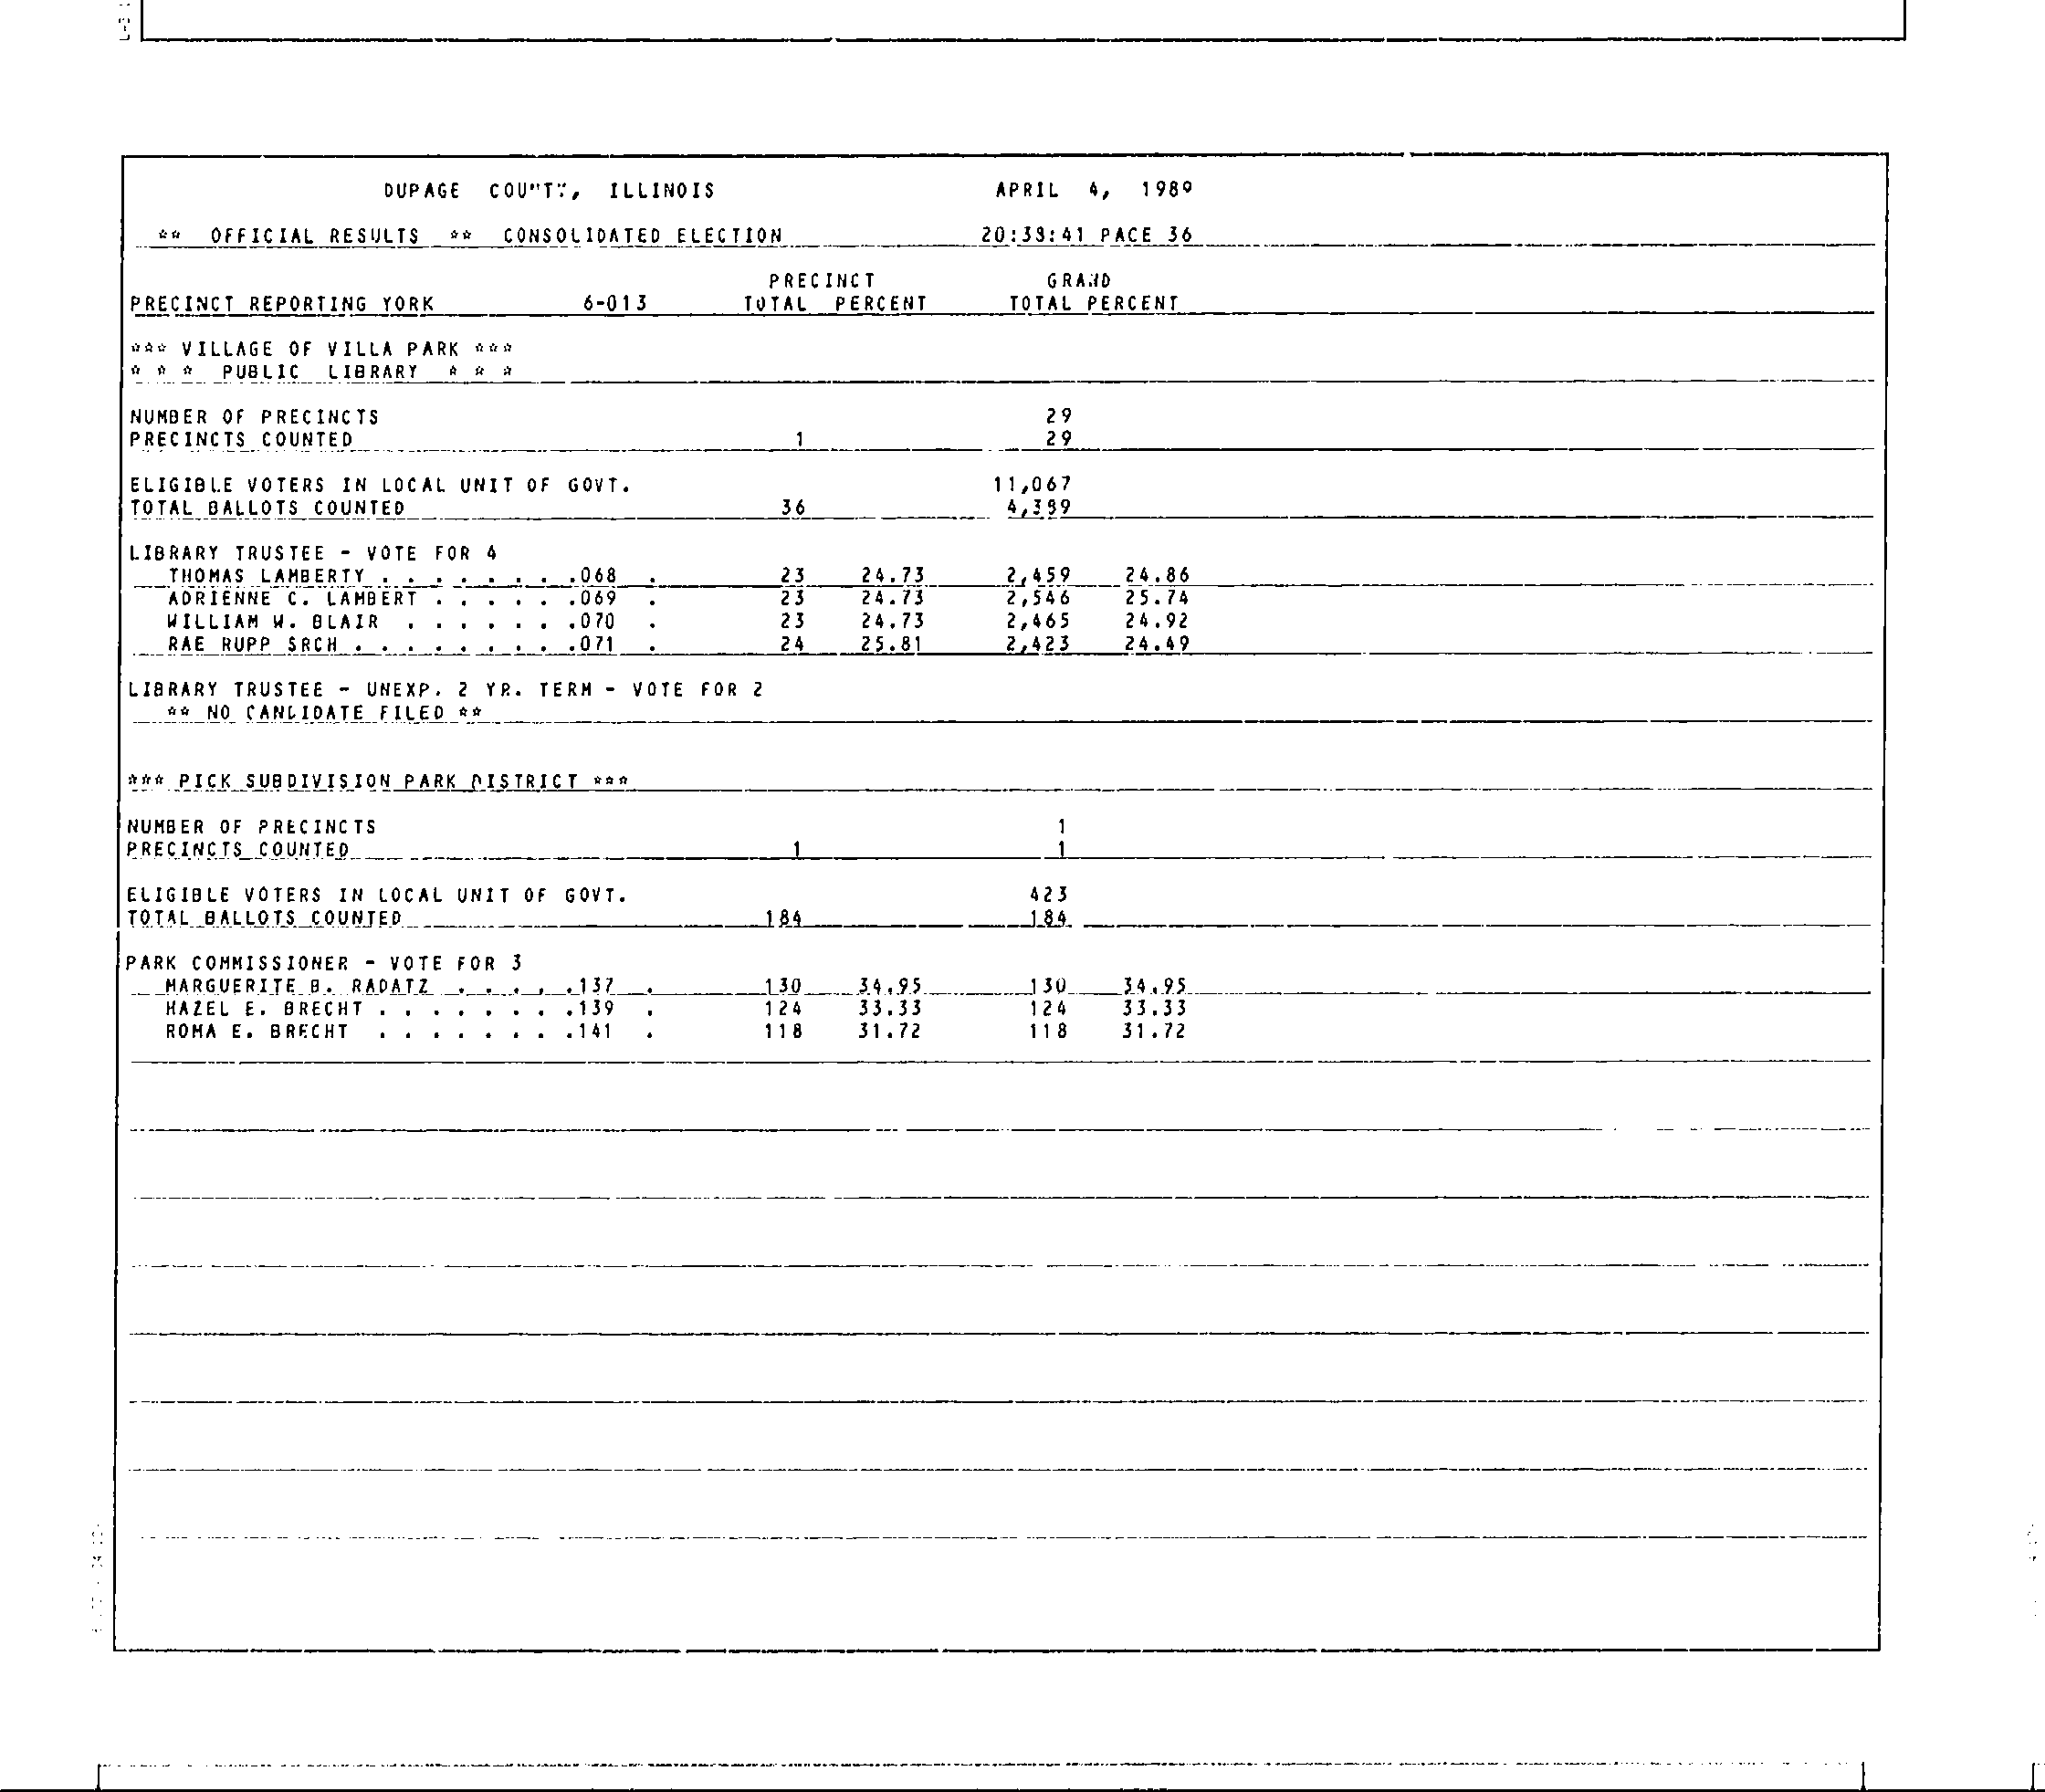 DUPAGE COUNTY, ILLINOIS APRIL 4, 1989
** OFFICIAL RESULTS ** CONSOLIDATED ELECTION 20:38:41 PAGE 36
PRECINCT GRAND
PRECINCT REPORTING YORK 6-013 TOTAL PERCENT TOTAL PERCENT
*** VILLAGE OF VILLA PARK ***
* * * PUBLIC LIBRARY * * *
NUMBER OF PRECINCTS 29
PRECINCTS COUNTED 1 29
ELIGIBLE VOTERS IN LOCAL UNIT OF GOVT. 11,067
TOTAL BALLOTS COUNTED 36
LIBRARY TRUSTEE - VOTE FOR 4
THOMAS LAMBERTY . . . . . . . .068 . 23 24.73 2,459 24.86
ADRIENNE C. LAMBERT . . . . . .069 . 23 24.73 2,546 25.74
WILLIAM W. BLAIR . . . . . . .070 . 23 24.73 2,465 24.92
RAE RUPP SRCH . . . . . . . . .071 . 24 25.81 2,423 24.49
LIBRARY TRUSTEE - UNEXP. 2 YR. TERM - VOTE FOR 2
** NO CANDIDATE FILED **
*** PICK SUBDIVISION PARK DISTRICT ***
NUMBER OF PRECINCTS 1
PRECINCTS COUNTED 1 1
ELIGIBLE VOTERS IN LOCAL UNIT OF GOVT. 423
TOTAL BALLOTS COUNTED 184 184
PARK COMMISSIONER - VOTE FOR 3
MARGUERITE B. RADATZ . . . . .137 . 130 34.95 130 34.95
HAZEL E. BRECHT . . . . . . . .139 . 124 33.33 124 33.33
ROMA E. BRECHT . . . . . . . .141 . 118 31.72 118 31.72